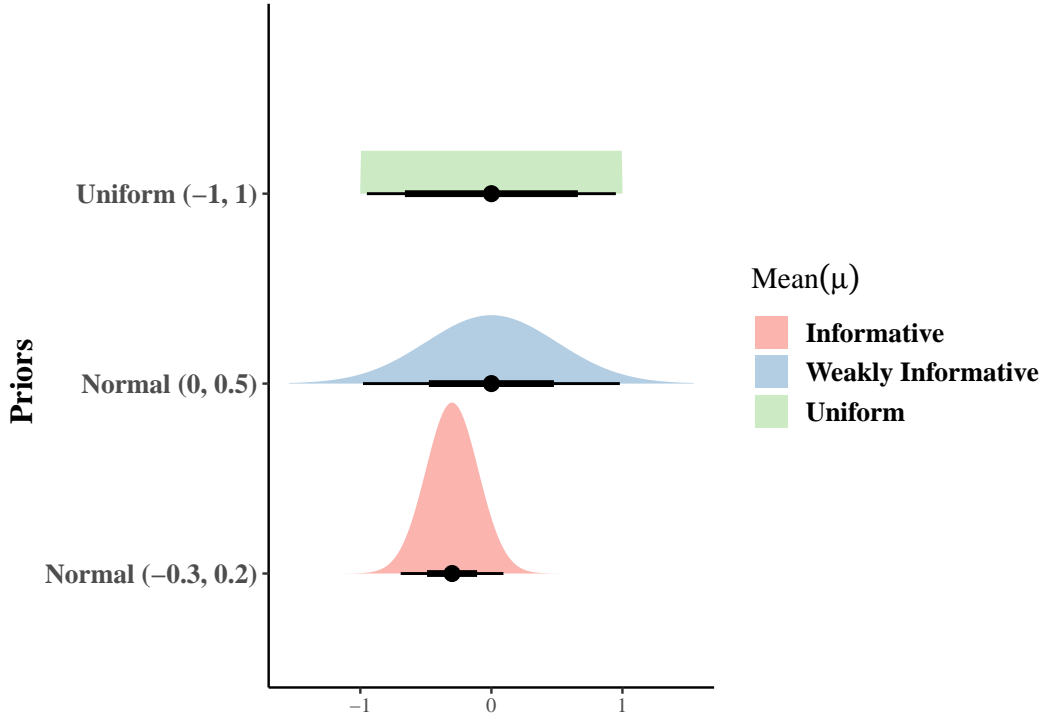 Priors
Uniform (−1, 1)
Normal (0, 0.5)
Normal (−0.3, 0.2)
−1 0 1
Mean(μ)
Informative
Weakly Informative
Uniform